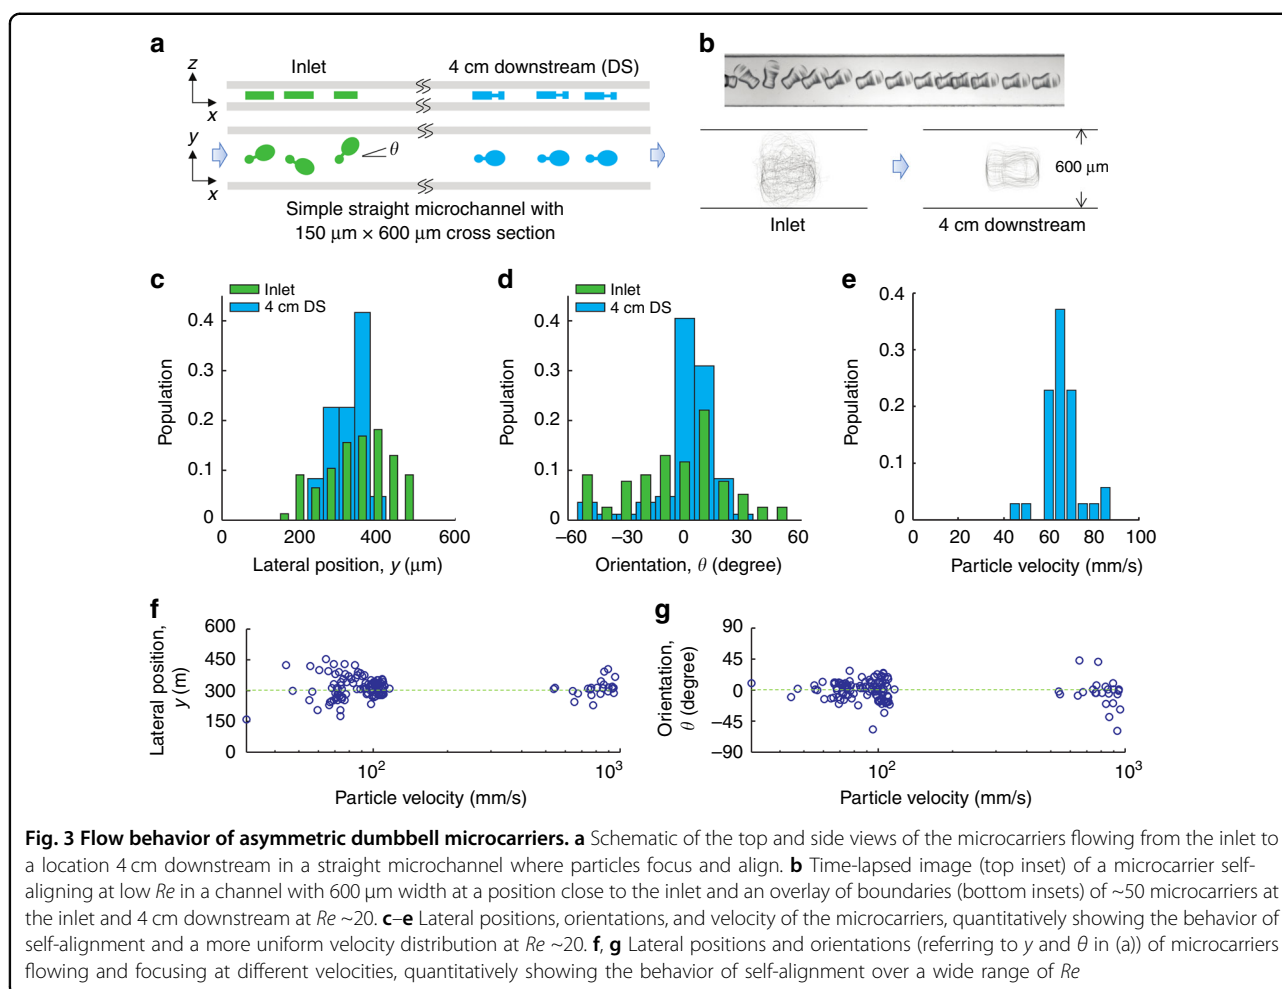 a
z
x
Inlet
4 cm downstream (DS)
y
x
θ
Simple straight microchannel with
150 μm × 600 μm cross section
b
600 μm
Inlet
4 cm downstream
c
Inlet
4 cm DS
Population
0.4
0.3
0.2
0.1
0
0
200
400
600
Lateral position, y (μm)
d
Inlet
4 cm DS
Population
0.4
0.3
0.2
0.1
0
−60
−30
0
30
60
Orientation, θ (degree)
e
Population
0.4
0.3
0.2
0.1
0
0
20
40
60
80
100
Particle velocity (mm/s)
f
Lateral position,
y (m)
600
450
300
150
0
10²
10³
Particle velocity (mm/s)
g
Orientation,
θ (degree)
90
45
0
−45
−90
10²
10³
Particle velocity (mm/s)
Fig. 3 Flow behavior of asymmetric dumbbell microcarriers. a Schematic of the top and side views of the microcarriers flowing from the inlet to
a location 4 cm downstream in a straight microchannel where particles focus and align. b Time-lapsed image (top inset) of a microcarrier self-
aligning at low Re in a channel with 600 μm width at a position close to the inlet and an overlay of boundaries (bottom insets) of ~50 microcarriers at
the inlet and 4 cm downstream at Re ~20. c–e Lateral positions, orientations, and velocity of the microcarriers, quantitatively showing the behavior of
self-alignment and a more uniform velocity distribution at Re ~20. f, g Lateral positions and orientations (referring to y and θ in (a)) of microcarriers
flowing and focusing at different velocities, quantitatively showing the behavior of self-alignment over a wide range of Re